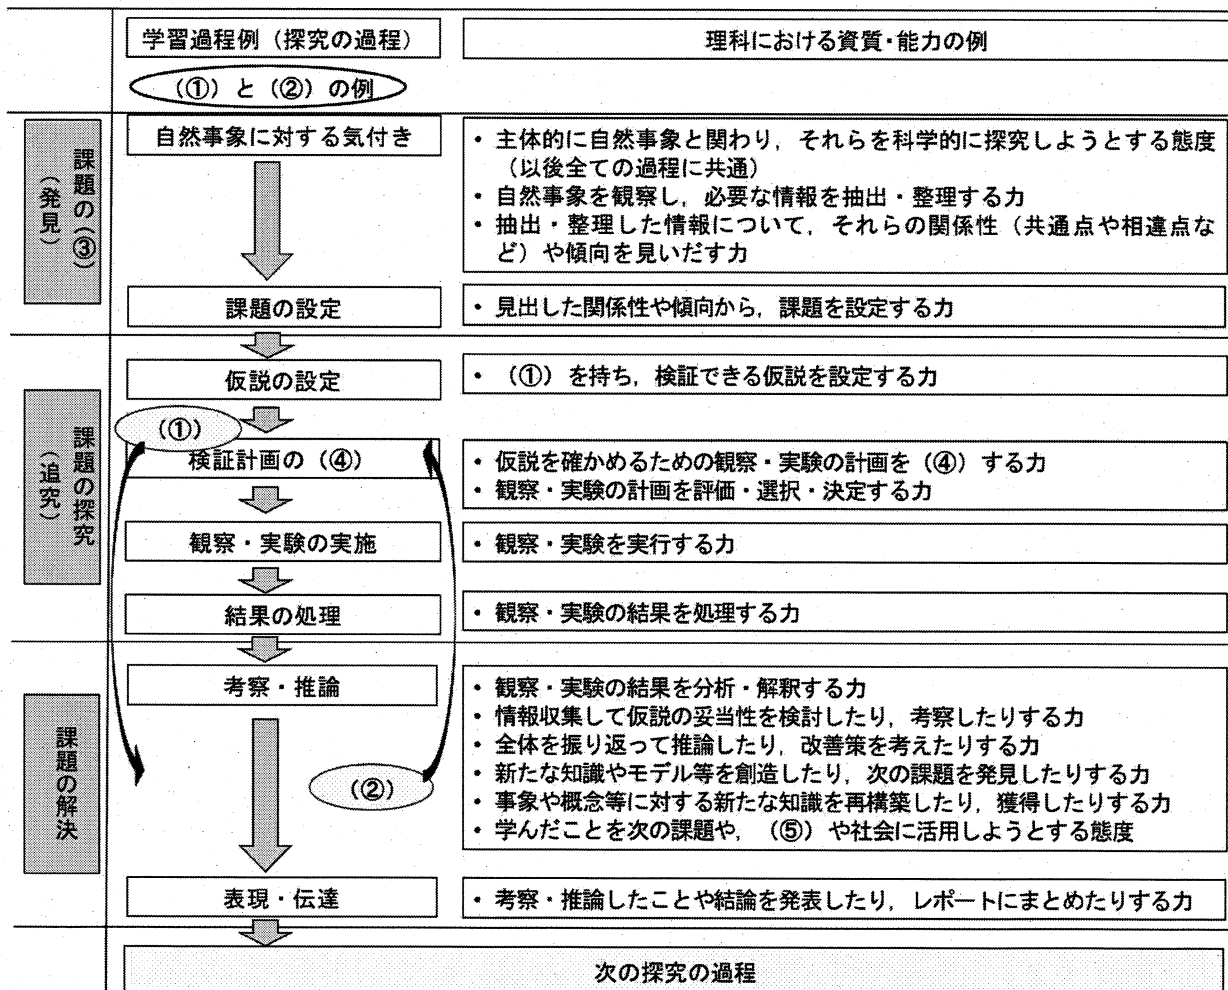 学習過程例（探究の過程）
理科における資質・能力の例
（①）と（②）の例
課題の（③）
（発見）
自然事象に対する気付き
・主体的に自然事象と関わり，それらを科学的に探究しようとする態度
（以後全ての過程に共通）
・自然事象を観察し，必要な情報を抽出・整理する力
・抽出・整理した情報について，それらの関係性（共通点や相違点な
ど）や傾向を見いだす力
課題の設定
・見出した関係性や傾向から，課題を設定する力
課題の探究
（追究）
仮説の設定
・（①）を持ち，検証できる仮説を設定する力
（①）
検証計画の（④）
・仮説を確かめるための観察・実験の計画を（④）する力
・観察・実験の計画を評価・選択・決定する力
観察・実験の実施
・観察・実験を実行する力
結果の処理
・観察・実験の結果を処理する力
課題の解決
考察・推論
・観察・実験の結果を分析・解釈する力
・情報収集して仮説の妥当性を検討したり，考察したりする力
・全体を振り返って推論したり，改善策を考えたりする力
・新たな知識やモデル等を創造したり，次の課題を発見したりする力
・事象や概念等に対する新たな知識を再構築したり，獲得したりする力
・学んだことを次の課題や，（⑤）や社会に活用しようとする態度
（②）
表現・伝達
・考察・推論したことや結論を発表したり，レポートにまとめたりする力
次の探究の過程